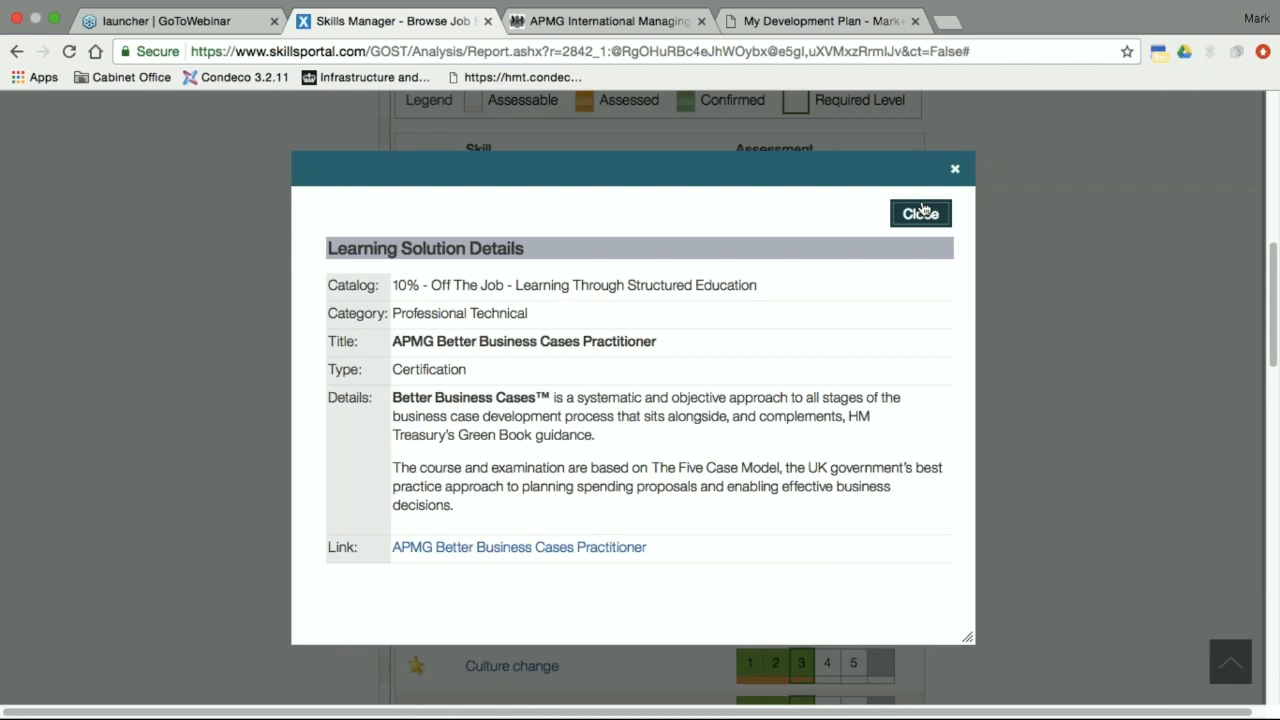 launcher | GoToWebinar
Skills Manager - Browse Job
APMG International Managing
My Development Plan - Mark
Mark
Secure
https://www.skillsportal.com/GOST/Analysis/Report.ashx?r=2842_1:@RgOHuRBc4eJhWOybx@e5gl,uXVMxzRrmlJv&ct=False#
Apps Cabinet Office Condeco 3.2.11 Infrastructure and... https://hmt.condec...
Legend Assessable Assessed Confirmed Required Level
Skill Assessment
Close
Learning Solution Details
Catalog: 10% - Off The Job - Learning Through Structured Education
Category: Professional Technical
Title: APMG Better Business Cases Practitioner
Type: Certification
Details: Better Business Cases™ is a systematic and objective approach to all stages of the
business case development process that sits alongside, and complements, HM
Treasury's Green Book guidance.
The course and examination are based on The Five Case Model, the UK government's best
practice approach to planning spending proposals and enabling effective business
decisions.
Link: APMG Better Business Cases Practitioner
Culture change 1 2 3 4 5